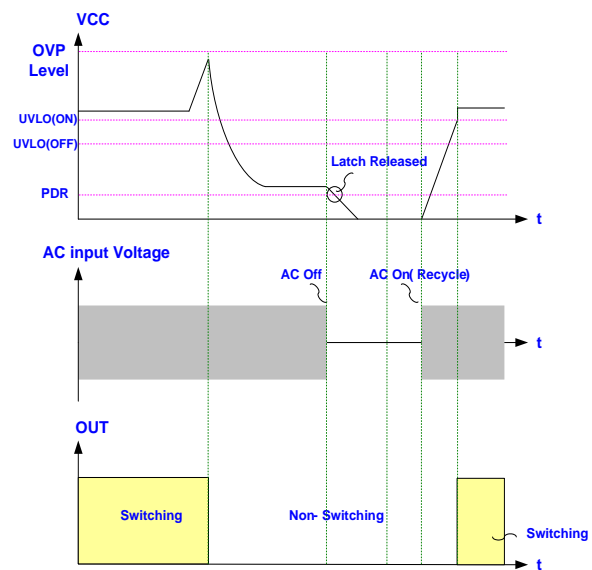 VCC
OVP
Level
UVLO(ON)
UVLO(OFF)
Latch Released
PDR
t
AC input Voltage
AC Off
AC On( Recycle)
t
OUT
Switching
Non- Switching
Switching
t